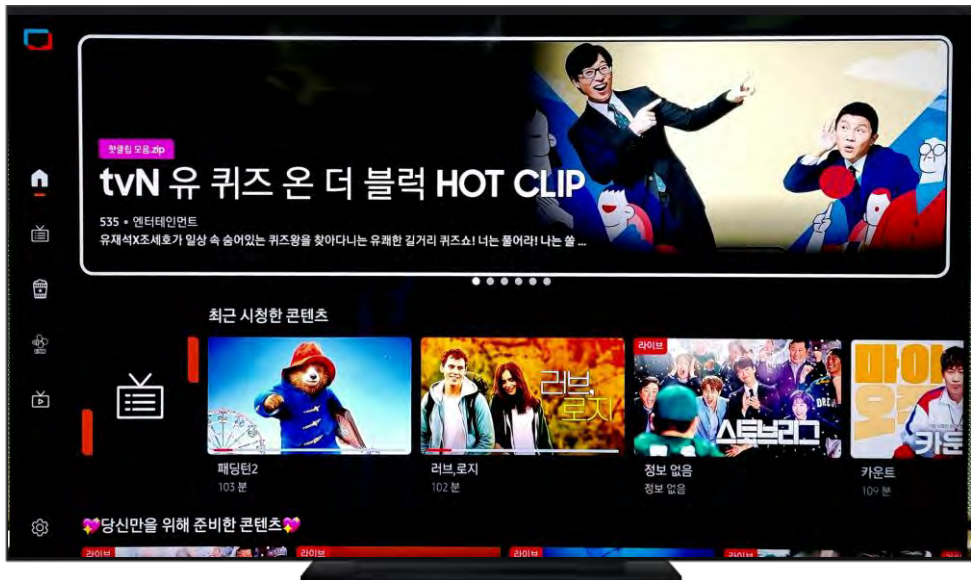 핫클립 모음.zip
tvN 유 퀴즈 온 더 블럭 HOT CLIP
535 • 엔터테인먼트
유재석X조세호가 일상 속 숨어있는 퀴즈왕을 찾아다니는 유쾌한 길거리 퀴즈쇼! 너는 풀어라! 나는 쏠 ...
최근 시청한 콘텐츠
러브,
로지
라이브
스토브리그
마이
카운트
패딩턴2
103 분
러브,로지
102 분
정보 없음
정보 없음
카운트
109 분
💖당신만을 위해 준비한 콘텐츠💖
라이브
라이브
라이브
라이브